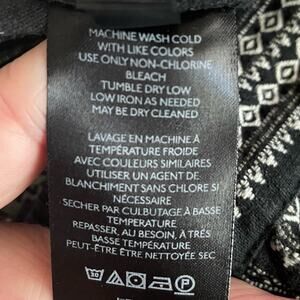 MACHINE WASH COLD
WITH LIKE COLORS
USE ONLY NON-CHLORINE
BLEACH
TUMBLE DRY LOW
LOW IRON AS NEEDED
MAY BE DRY CLEANED
LAVAGE EN MACHINE À
TEMPÉRATURE FROIDE
AVEC COULEURS SIMILAIRES
UTILISER UN AGENT DE
BLANCHIMENT SANS CHLORE SI
NÉCESSAIRE
SECHER PAR CULBUTAGE À BASSE
TEMPERATURE
REPASSER, AU BESOIN, À TRÈS
BASSE TEMPÉRATURE
PEUT-ÊTRE ÊTRE NETTOYÉE SEC
30